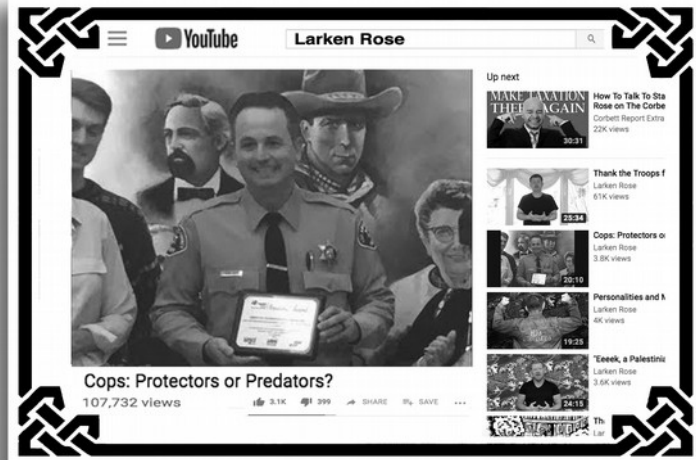 YouTube
Larken Rose
Cops: Protectors or Predators?
107,732 views
3.1K
399
SHARE
SAVE
Up next
MAKE TAXATION
THEFT AGAIN
30:31
How To Talk To Sta
Rose on The Corbe
Corbett Report Extra
22K views
25:34
Thank the Troops f
Larken Rose
61K views
20:10
Cops: Protectors o
Larken Rose
3.8K views
19:25
Personalities and M
Larken Rose
4K views
24:15
"Eeeek, a Palestinia
Larken Rose
3.6K views
Th
Lar